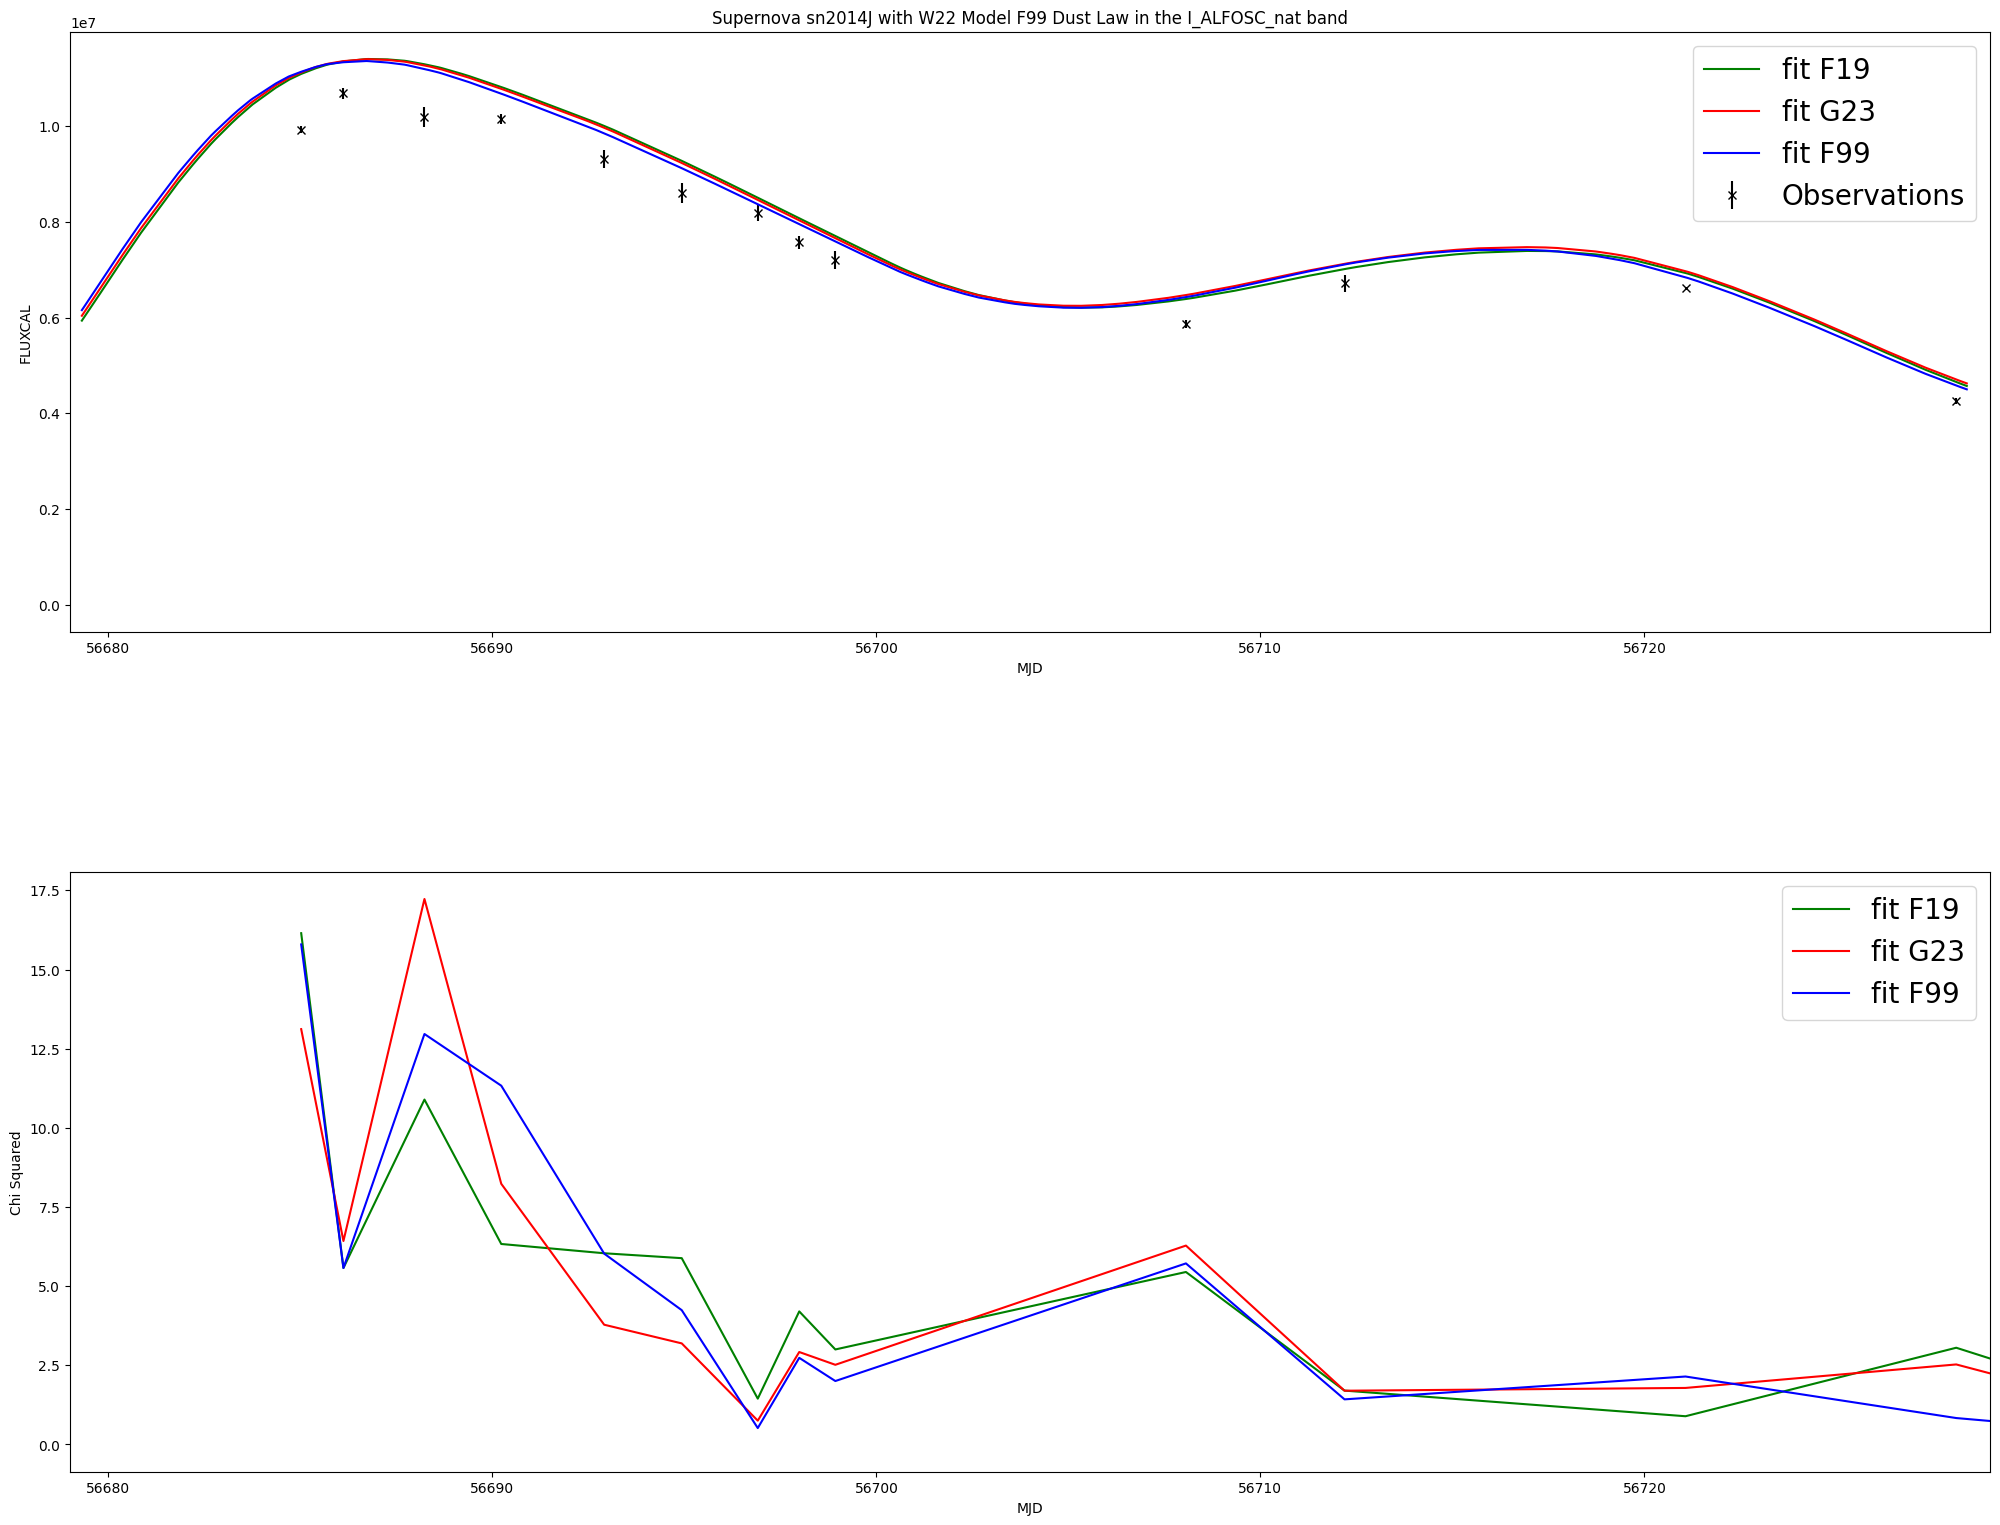 Supernova sn2014J with W22 Model F99 Dust Law in the I_ALFOSC_nat band
1e7
fit F19
fit G23
fit F99
Observations
1.0
0.8
0.6
0.4
0.2
0.0
FLUXCAL
56680 56690 56700 56710 56720
MJD
fit F19
fit G23
fit F99
17.5
15.0
12.5
10.0
7.5
5.0
2.5
0.0
Chi Squared
56680 56690 56700 56710 56720
MJD